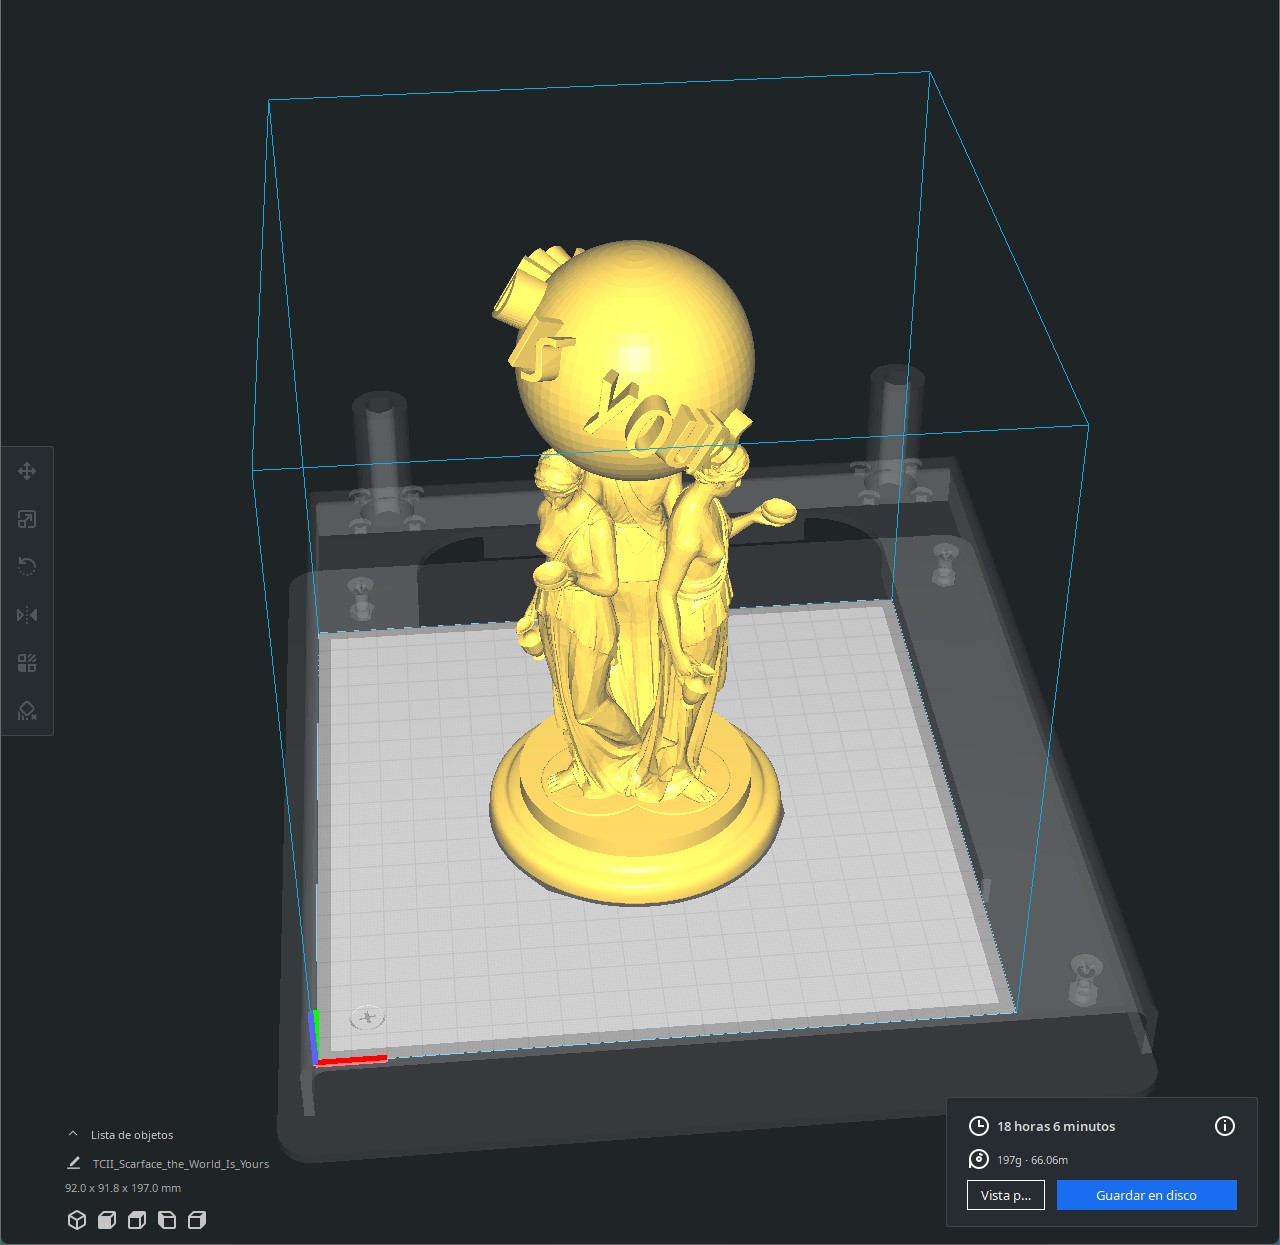 IS
YOURS
Lista de objetos
TCII_Scarface_the_World_Is_Yours
92.0 x 91.8 x 197.0 mm
18 horas 6 minutos
197g · 66.06m
Vista p...
Guardar en disco